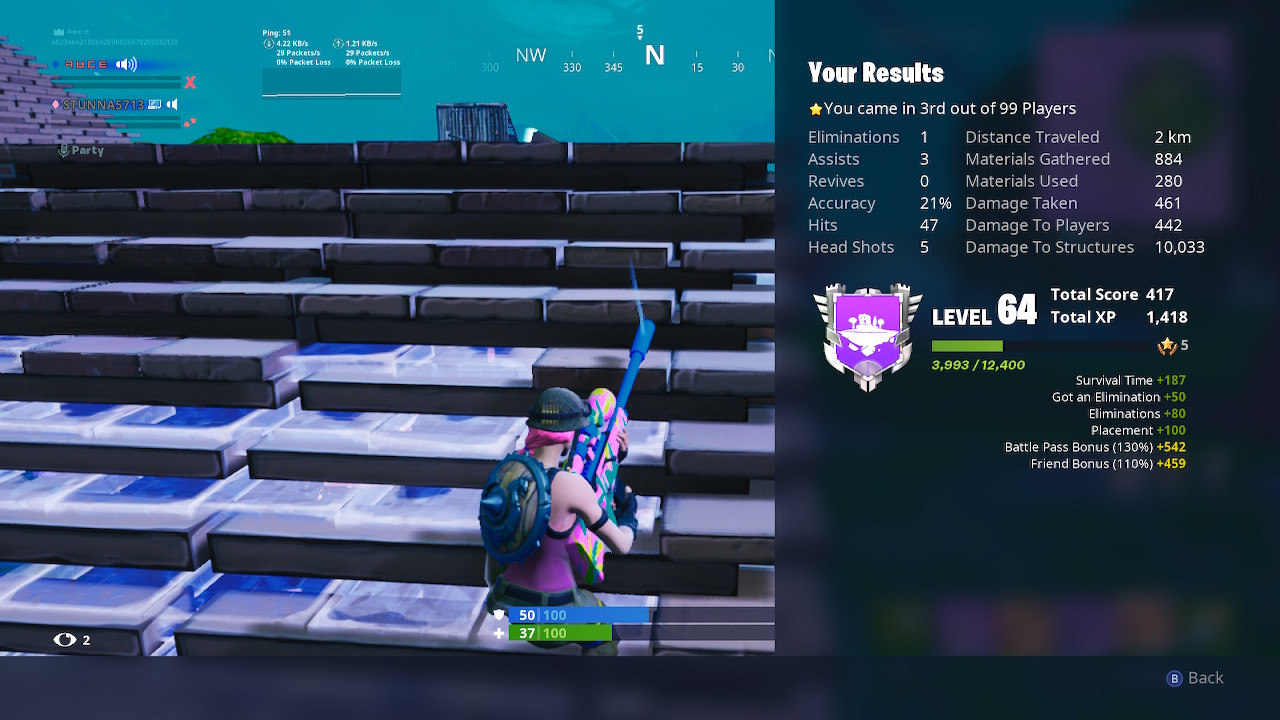 Ping: 51
4.22 KB/s 1.21 KB/s
29 Packets/s 29 Packets/s
0% Packet Loss 0% Packet Loss
5
300 NW 330 345 N 15 30
STUNNA5713
Party
Your Results
You came in 3rd out of 99 Players
Eliminations 1 Distance Traveled 2 km
Assists 3 Materials Gathered 884
Revives 0 Materials Used 280
Accuracy 21% Damage Taken 461
Hits 47 Damage To Players 442
Head Shots 5 Damage To Structures 10,033
LEVEL 64
Total Score 417
Total XP 1,418
5
3,993 / 12,400
Survival Time +187
Got an Elimination +50
Eliminations +80
Placement +100
Battle Pass Bonus (130%) +542
Friend Bonus (110%) +459
50 | 100
37 | 100
2
B Back